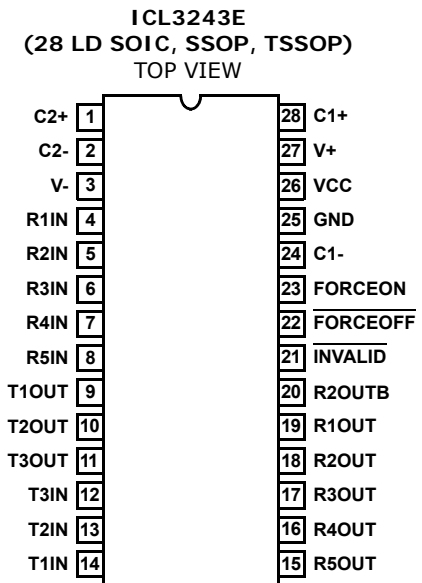 ICL3243E
(28 LD SOIC, SSOP, TSSOP)
TOP VIEW
C2+ 1 28 C1+
C2- 2 27 V+
V- 3 26 VCC
R1IN 4 25 GND
R2IN 5 24 C1-
R3IN 6 23 FORCEON
R4IN 7 22 FORCEOFF
R5IN 8 21 INVALID
T1OUT 9 20 R2OUTB
T2OUT 10 19 R1OUT
T3OUT 11 18 R2OUT
T3IN 12 17 R3OUT
T2IN 13 16 R4OUT
T1IN 14 15 R5OUT